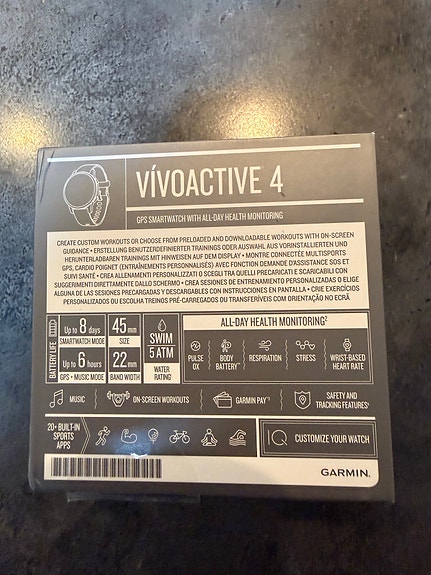 VÍVOACTIVE 4
GPS SMARTWATCH WITH ALL-DAY HEALTH MONITORING
CREATE CUSTOM WORKOUTS OR CHOOSE FROM PRELOADED AND DOWNLOADABLE WORKOUTS WITH ON-SCREEN
GUIDANCE • ERSTELLUNG BENUTZERDEFINIERTER TRAININGS ODER AUSWAHL AUS VORINSTALLIERTEN UND
HERUNTERLADBAREN TRAININGS MIT HINWEISEN AUF DEM DISPLAY • MONTRE CONNECTÉE MULTISPORTS
GPS, CARDIO POIGNET (ENTRAÎNEMENTS PERSONNALISÉS) AVEC FONCTION DEMANDE D'ASSISTANCE SOS ET
SUIVI SANTÉ • CREA ALLENAMENTI PERSONALIZZATI O SCEGLI TRA QUELLI PRECARICATI E SCARICABILI CON
SUGGERIMENTI DIRETTAMENTE DALLO SCHERMO • CREA SESIONES DE ENTRENAMIENTO PERSONALIZADAS O ELIGE
ALGUNA DE LAS SESIONES PRECARGADAS Y DESCARGABLES CON INSTRUCCIONES EN PANTALLA • CRIE EXERCÍCIOS
PERSONALIZADOS OU ESCOLHA TREINOS PRÉ-CARREGADOS OU TRANSFERÍVEIS COM ORIENTAÇÃO NO ECRÃ
BATTERY LIFE
Up to 8 days
SMARTWATCH MODE
Up to 6 hours
GPS + MUSIC MODE
45 mm
SIZE
22 mm
BAND WIDTH
SWIM
5 ATM
WATER
RATING¹
ALL-DAY HEALTH MONITORING²
PULSE
OX
BODY
BATTERY™
RESPIRATION
STRESS
WRIST-BASED
HEART RATE
MUSIC
ON-SCREEN WORKOUTS
GARMIN PAY™³
SAFETY AND
TRACKING FEATURES⁴
20+ BUILT-IN
SPORTS
APPS
IQ
CUSTOMIZE YOUR WATCH
GARMIN.